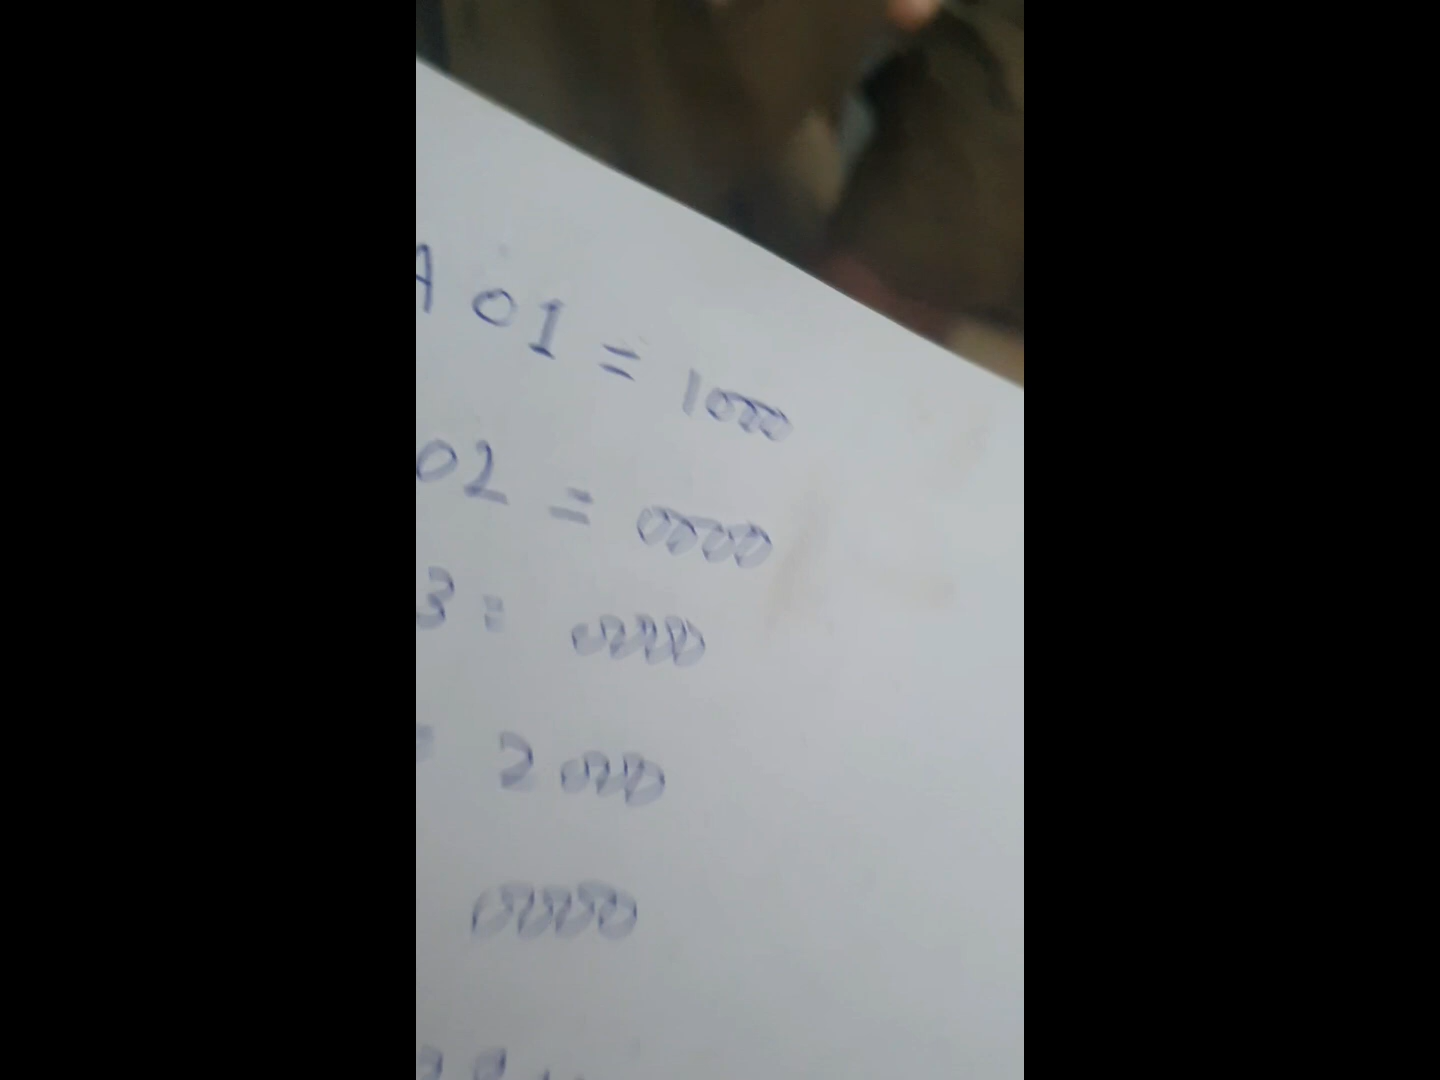 A 01 = 1000
02 = 0000
3 = 0000
= 2000
0000